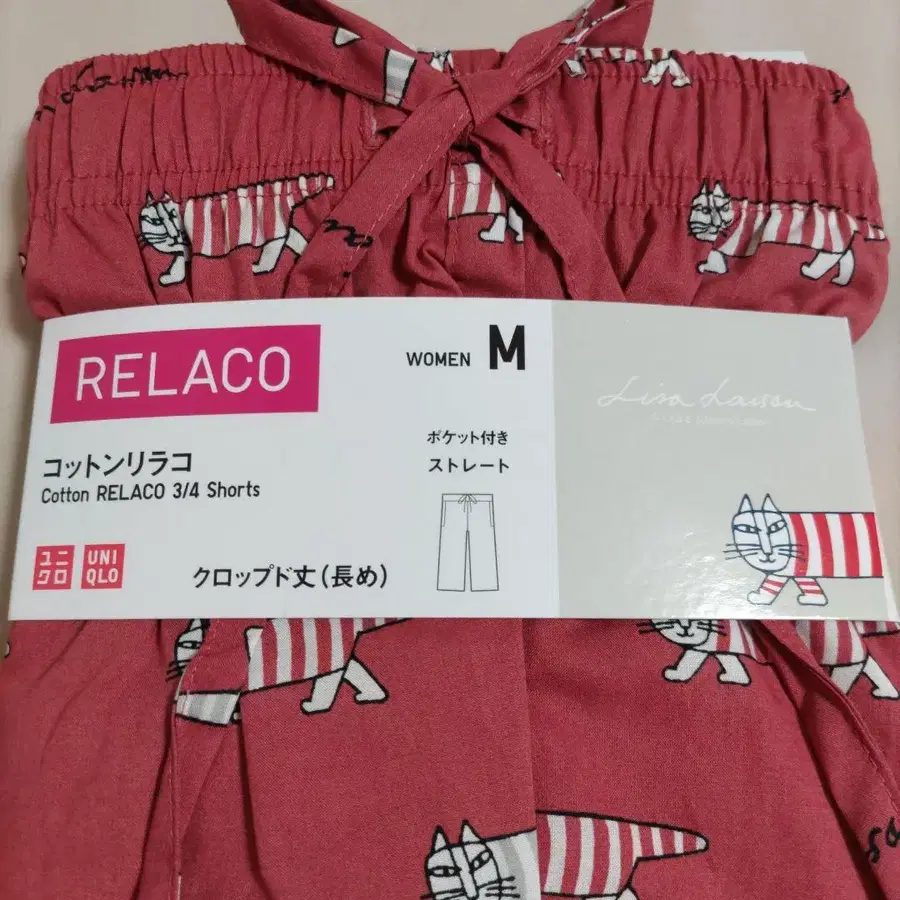 RELACO
WOMEN M
Lisa Larson
コットンリラコ
Cotton RELACO 3/4 Shorts
ポケット付き
ストレート
ユニ
クロ
UNI
QLO
クロップド丈(長め)